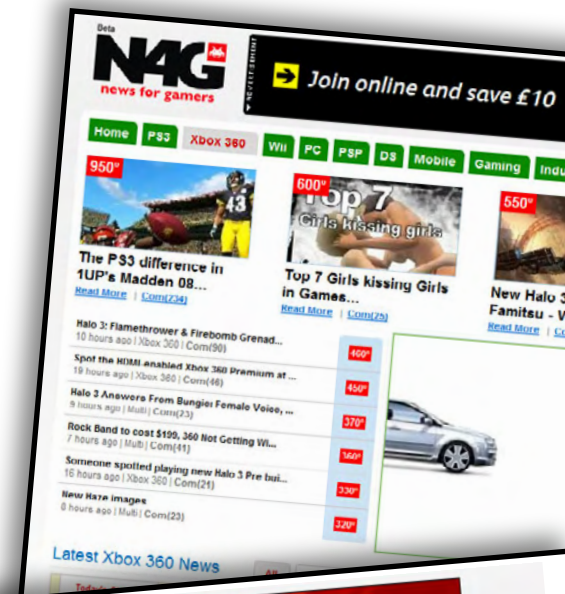 Beta
N4G
news for gamers
ADVERTISEMENT
Join online and save £10
Home PS3 Xbox 360 Wii PC PSP DS Mobile Gaming Indu
950°
600°
550°
43
Top 7
Girls kissing girls
The PS3 difference in
1UP's Madden 08...
Read More | Com(234)
Top 7 Girls kissing Girls
in Games...
Read More | Com(25)
New Halo 3
Famitsu - W
Read More | Co
Halo 3: Flamethrower & Firebomb Grenad...
10 hours ago | Xbox 360 | Com(90)
460°
Spot the HDMI-enabled Xbox 360 Premium at ...
19 hours ago | Xbox 360 | Com(46)
450°
Halo 3 Answers From Bungie: Female Voice, ...
9 hours ago | Multi | Com(23)
370°
Rock Band to cost $199, 360 Not Getting Wi...
7 hours ago | Multi | Com(41)
360°
Someone spotted playing new Halo 3 Pre bui...
16 hours ago | Xbox 360 | Com(21)
330°
New Haze images
hours ago | Multi | Com(23)
320°
Latest Xbox 360 News
All